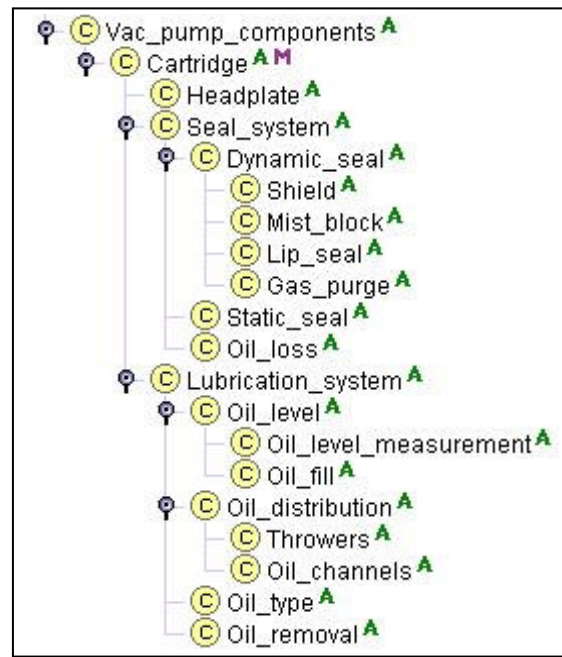 C Vac_pump_components A
C Cartridge A M
C Headplate A
C Seal_system A
C Dynamic_seal A
C Shield A
C Mist_block A
C Lip_seal A
C Gas_purge A
C Static_seal A
C Oil_loss A
C Lubrication_system A
C Oil_level A
C Oil_level_measurement A
C Oil_fill A
C Oil_distribution A
C Throwers A
C Oil_channels A
C Oil_type A
C Oil_removal A